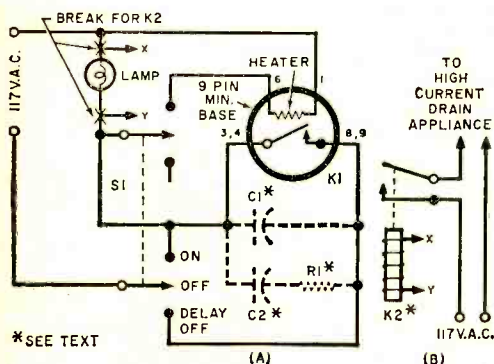 BREAK FOR K2
X
LAMP
Y
117V.A.C.
S1
HEATER
9 PIN
MIN.
BASE
6
1
3,4
8,9
K1
C1*
C2*
R1*
ON
OFF
DELAY
OFF
*SEE TEXT
(A)
TO
HIGH
CURRENT
DRAIN
APPLIANCE
X
Y
K2*
117V.A.C.
(B)